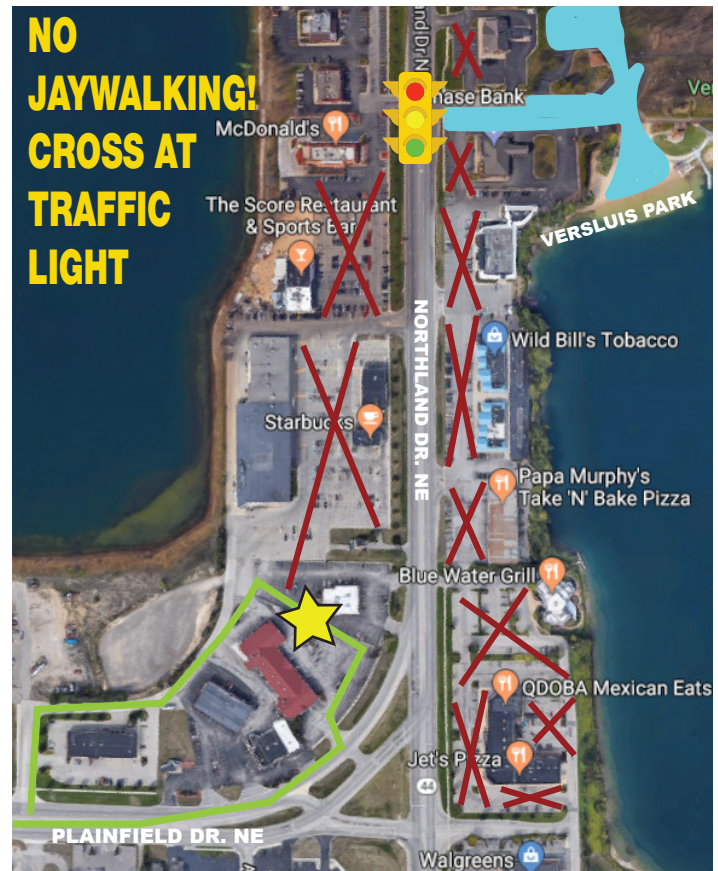 NO
JAYWALKING!
CROSS AT
TRAFFIC
LIGHT
McDonald's
hase Bank
Ver
The Score Restaurant
& Sports Bar
VERSLUIS PARK
NORTHLAND DR. NE
Wild Bill's Tobacco
Starbucks
Papa Murphy's
Take 'N' Bake Pizza
Blue Water Grill
QDOBA Mexican Eats
Jet's Pizza
44
PLAINFIELD DR. NE
Walgreens